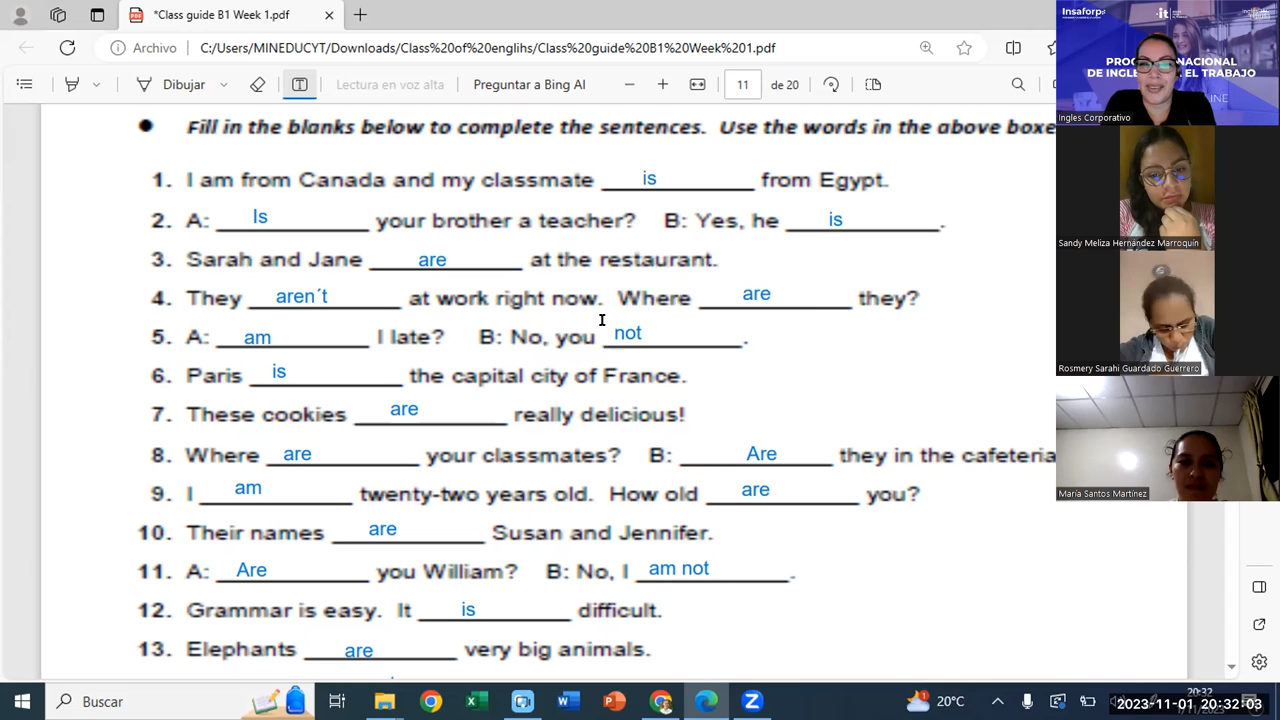 *Class guide B1 Week 1.pdf
Archivo C:/Users/MINEDUCYT/Downloads/Class%20of%20englihs/Class%20guide%20B1%20Week%201.pdf
Dibujar Lectura en voz alta Preguntar a Bing AI 11 de 20
Fill in the blanks below to complete the sentences. Use the words in the above boxe
1. I am from Canada and my classmate is from Egypt.
2. A: Is your brother a teacher? B: Yes, he is.
3. Sarah and Jane are at the restaurant.
4. They aren´t at work right now. Where are they?
5. A: am I late? B: No, you not.
6. Paris is the capital city of France.
7. These cookies are really delicious!
8. Where are your classmates? B: Are they in the cafeteria
9. I am twenty-two years old. How old are you?
10. Their names are Susan and Jennifer.
11. A: Are you William? B: No, I am not.
12. Grammar is easy. It is difficult.
13. Elephants are very big animals.
Insaforp
Ingles Corporativo
Sandy Meliza Hernández Marroquín
Rosmery Sarahi Guardado Guerrero
María Santos Martínez
Buscar
20°C
20:32
2023-11-01 20:32:03